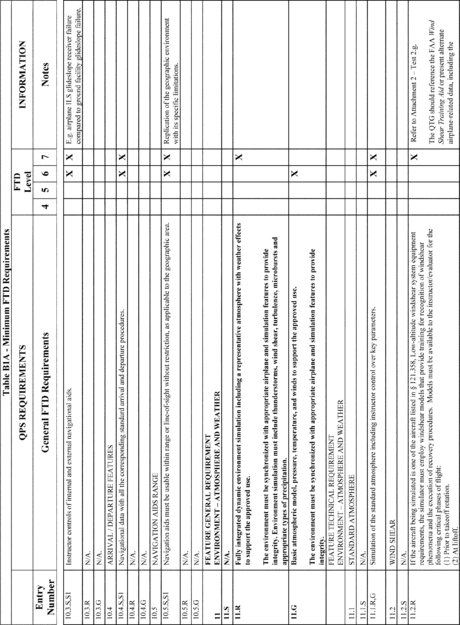 Table B1A - Minimum FTD Requirements
QPS REQUIREMENTS
FTD
Level
INFORMATION
Entry
Number
General FTD Requirements
4 5 6 7
Notes
10.3.S,S1 Instructor controls of internal and external navigational aids. X X E.g. airplane ILS glideslope receiver failure
compared to ground facility glideslope failure.
10.3.R N/A.
10.3.G N/A.
10.4 ARRIVAL/ DEPARTURE FEATURES
10.4.S,S1 Navigational data with all the corresponding standard arrival and departure procedures. X X
10.4.R N/A.
10.4.G N/A.
10.5 NAVIGATION AIDS RANGE
10.5.S,S1 Navigation aids must be usable within range or line-of-sight without restriction, as applicable to the geographic area. X X Replication of the geographic environment
with its specific limitations.
10.5.R N/A.
10.5.G N/A.
FEATURE GENERAL REQUIREMENT
11 ENVIRONMENT – ATMOSPHERE AND WEATHER
11.S N/A.
11.R Fully integrated dynamic environment simulation including a representative atmosphere with weather effects X
to support the approved use.
The environment must be synchronized with appropriate airplane and simulation features to provide
integrity. Environment simulation must include thunderstorms, wind shear, turbulence, microbursts and
appropriate types of precipitation.
11.G Basic atmospheric model, pressure, temperatures, and winds to support the approved use. X
The environment must be synchronized with appropriate airplane and simulation features to provide
integrity.
FEATURE TECHNICAL REQUIREMENT
ENVIRONMENT – ATMOSPHERE AND WEATHER
11.1 STANDARD ATMOSPHERE
11.1.S N/A.
11.1.R,G Simulation of the standard atmosphere including instructor control over key parameters. X X
11.2 WIND SHEAR
11.2.S N/A.
11.2.R If the aircraft being simulated is one of the aircraft listed in § 121.358, Low-altitude windshear system equipment X Refer to Attachment 2 – Test 2.g.
requirements, the simulator must employ windshear models that provide training for recognition of windshear
phenomena and the execution of recovery procedures. Models must be available to the instructor/evaluator for the
following critical phases of flight:
(1) Prior to takeoff rotation.
(2) At liftoff.
The QTG should reference the FAA Wind
Shear Training Aid or present alternate
airplane-related data, including the